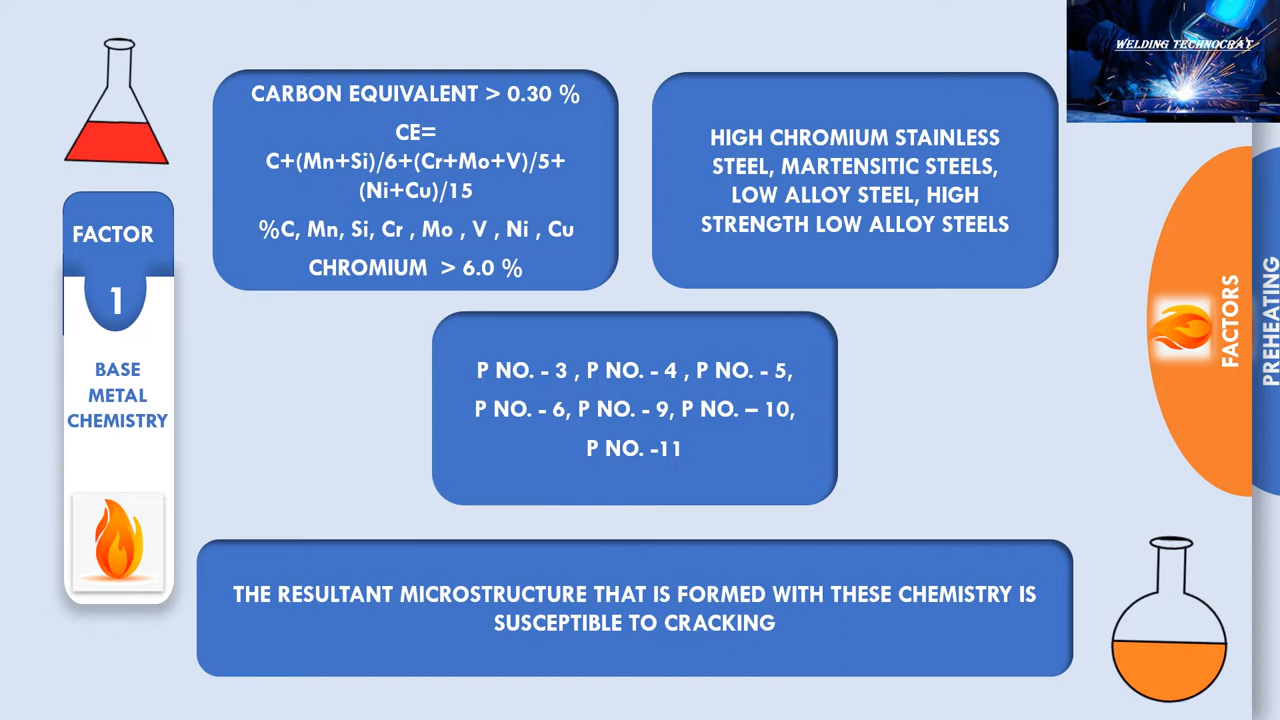 WELDING TECHNOCRAT
FACTOR
1
BASE
METAL
CHEMISTRY
CARBON EQUIVALENT > 0.30 %
CE=
C+(Mn+Si)/6+(Cr+Mo+V)/5+
(Ni+Cu)/15
%C, Mn, Si, Cr , Mo , V , Ni , Cu
CHROMIUM > 6.0 %
HIGH CHROMIUM STAINLESS
STEEL, MARTENSITIC STEELS,
LOW ALLOY STEEL, HIGH
STRENGTH LOW ALLOY STEELS
P NO. - 3 , P NO. - 4 , P NO. - 5,
P NO. - 6, P NO. - 9, P NO. – 10,
P NO. -11
THE RESULTANT MICROSTRUCTURE THAT IS FORMED WITH THESE CHEMISTRY IS
SUSCEPTIBLE TO CRACKING
FACTORS
PREHEATING